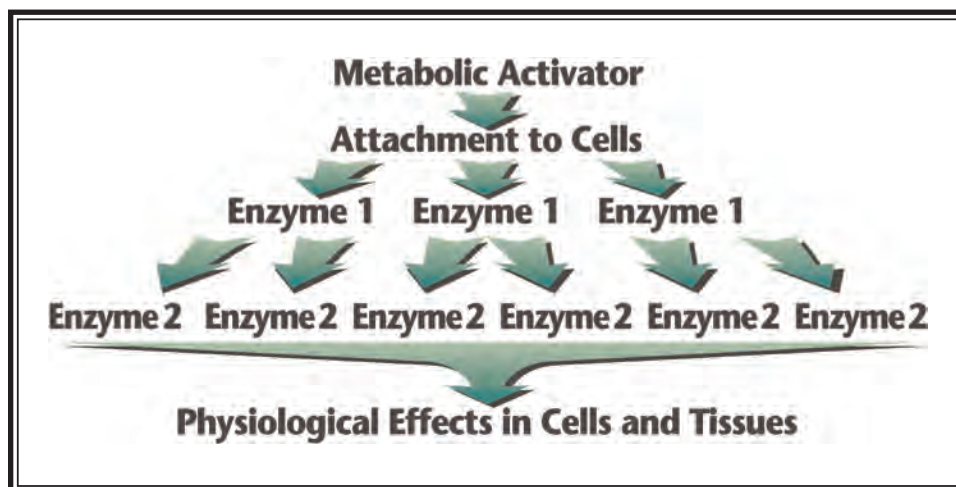 Metabolic Activator
Attachment to Cells
Enzyme 1 Enzyme 1 Enzyme 1
Enzyme 2 Enzyme 2 Enzyme 2 Enzyme 2 Enzyme 2 Enzyme 2
Physiological Effects in Cells and Tissues